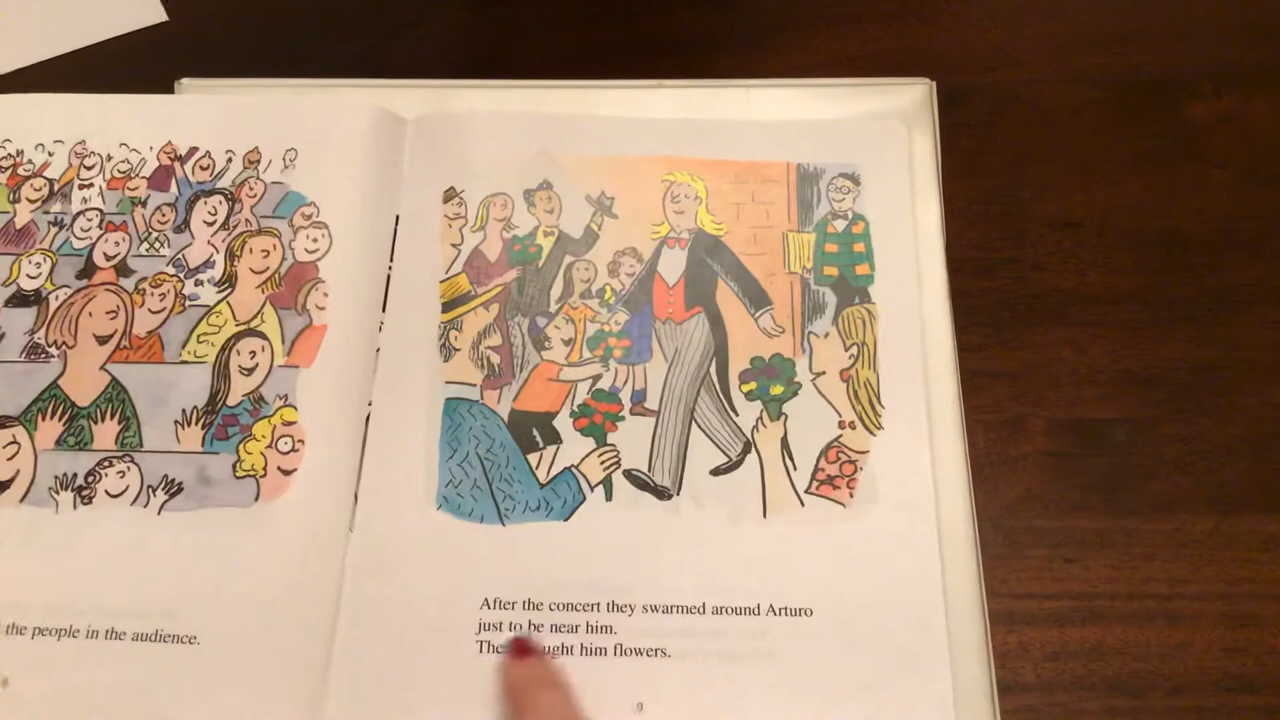 the people in the audience.
After the concert they swarmed around Arturo
just to be near him.
him flowers.
9